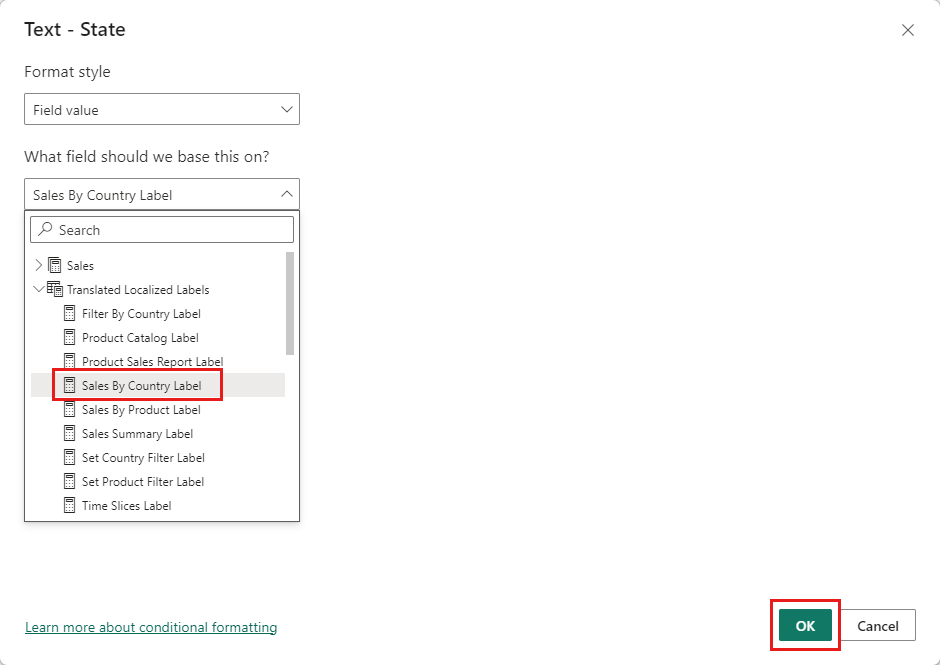 Text - State
Format style
Field value
What field should we base this on?
Sales By Country Label
Search
Sales
Translated Localized Labels
Filter By Country Label
Product Catalog Label
Product Sales Report Label
Sales By Country Label
Sales By Product Label
Sales Summary Label
Set Country Filter Label
Set Product Filter Label
Time Slices Label
Learn more about conditional formatting
OK
Cancel